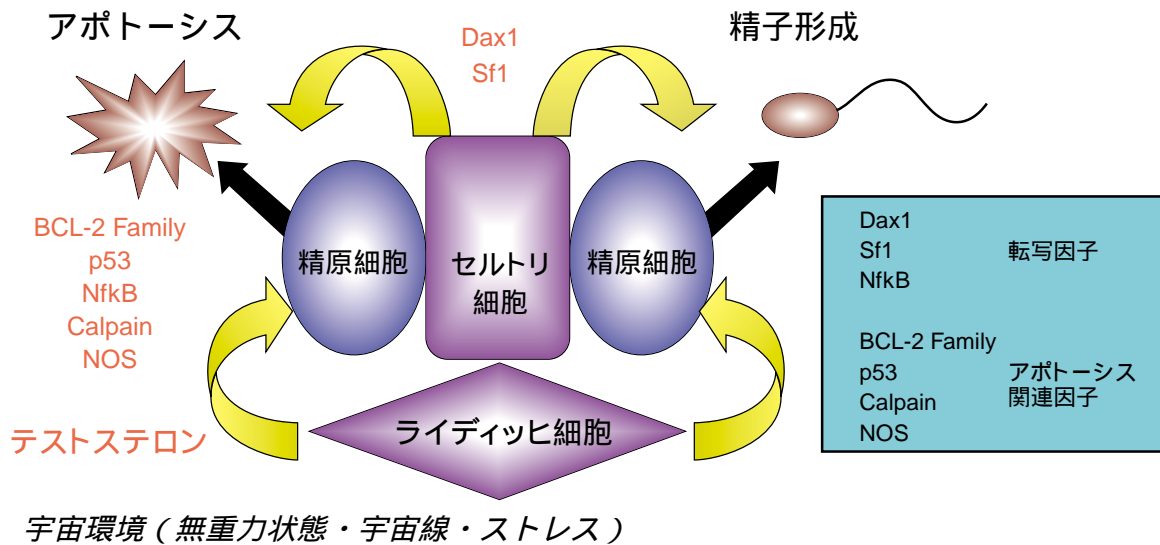 アポトーシス
Dax1
Sf1
精子形成
BCL-2 Family
p53
NfkB
Calpain
NOS
精原細胞
セルトリ
細胞
精原細胞
Dax1
Sf1
NfkB
転写因子
BCL-2 Family
p53
Calpain
NOS
アポトーシス
関連因子
テストステロン
ライディッヒ細胞
宇宙環境（無重力状態・宇宙線・ストレス）